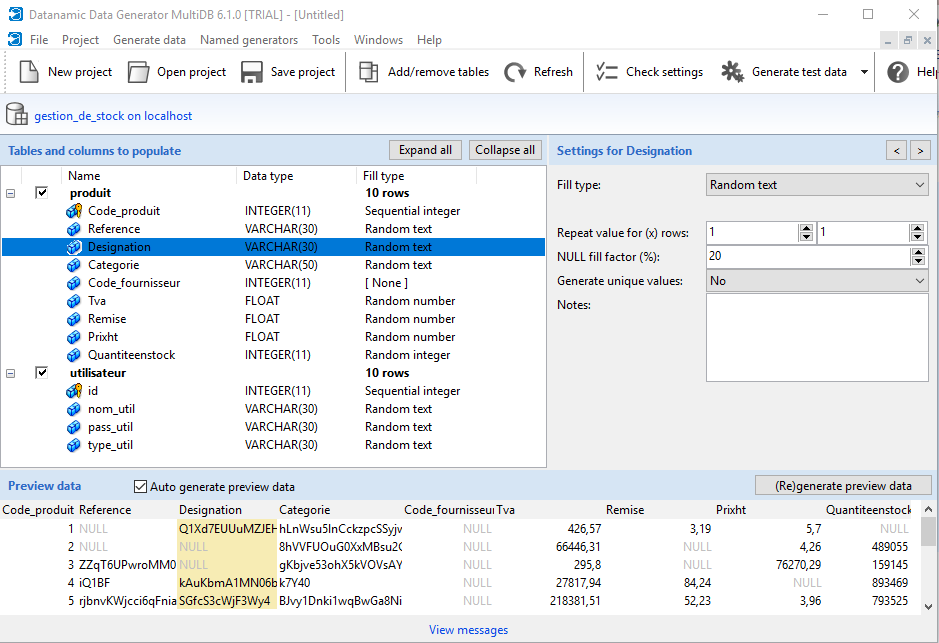 Datanamic Data Generator MultiDB 6.1.0 [TRIAL] - [Untitled]
File Project Generate data Named generators Tools Windows Help
New project Open project Save project Add/remove tables Refresh Check settings Generate test data Help
gestion_de_stock on localhost
Tables and columns to populate Expand all Collapse all Settings for Designation < >
Name Data type Fill type
produit 10 rows
Code_produit INTEGER(11) Sequential integer
Reference VARCHAR(30) Random text
Designation VARCHAR(30) Random text
Categorie VARCHAR(50) Random text
Code_fournisseur INTEGER(11) [ None ]
Tva FLOAT Random number
Remise FLOAT Random number
Prixht FLOAT Random number
Quantiteenstock INTEGER(11) Random integer
utilisateur 10 rows
id INTEGER(11) Sequential integer
nom_util VARCHAR(30) Random text
pass_util VARCHAR(30) Random text
type_util VARCHAR(30) Random text
Fill type: Random text
Repeat value for (x) rows: 1 1
NULL fill factor (%): 20
Generate unique values: No
Notes:
Preview data Auto generate preview data (Re)generate preview data
Code_produit Reference Designation Categorie Code_fournisseur Tva Remise Prixht Quantiteenstock
1 NULL Q1Xd7EUUuMZJEH hLnWsu5InCckzpcSSyjv NULL 426,57 3,19 5,7 NULL
2 NULL NULL 8hVVFUOuG0XxMBsu2C NULL 66446,31 NULL 4,26 489055
3 ZZqT6UPwroMM0 NULL gKbjve53ohX5kVOVsAY NULL 295,8 NULL 76270,29 159145
4 iQ1BF kAuKbmA1MN06b k7Y40 NULL 27817,94 84,24 NULL 893469
5 rjbnvKWjcci6qFnia SGfcS3cWjF3Wy4 BJvy1Dnki1wqBwGa8Ni NULL 218381,51 52,23 3,96 793525
View messages